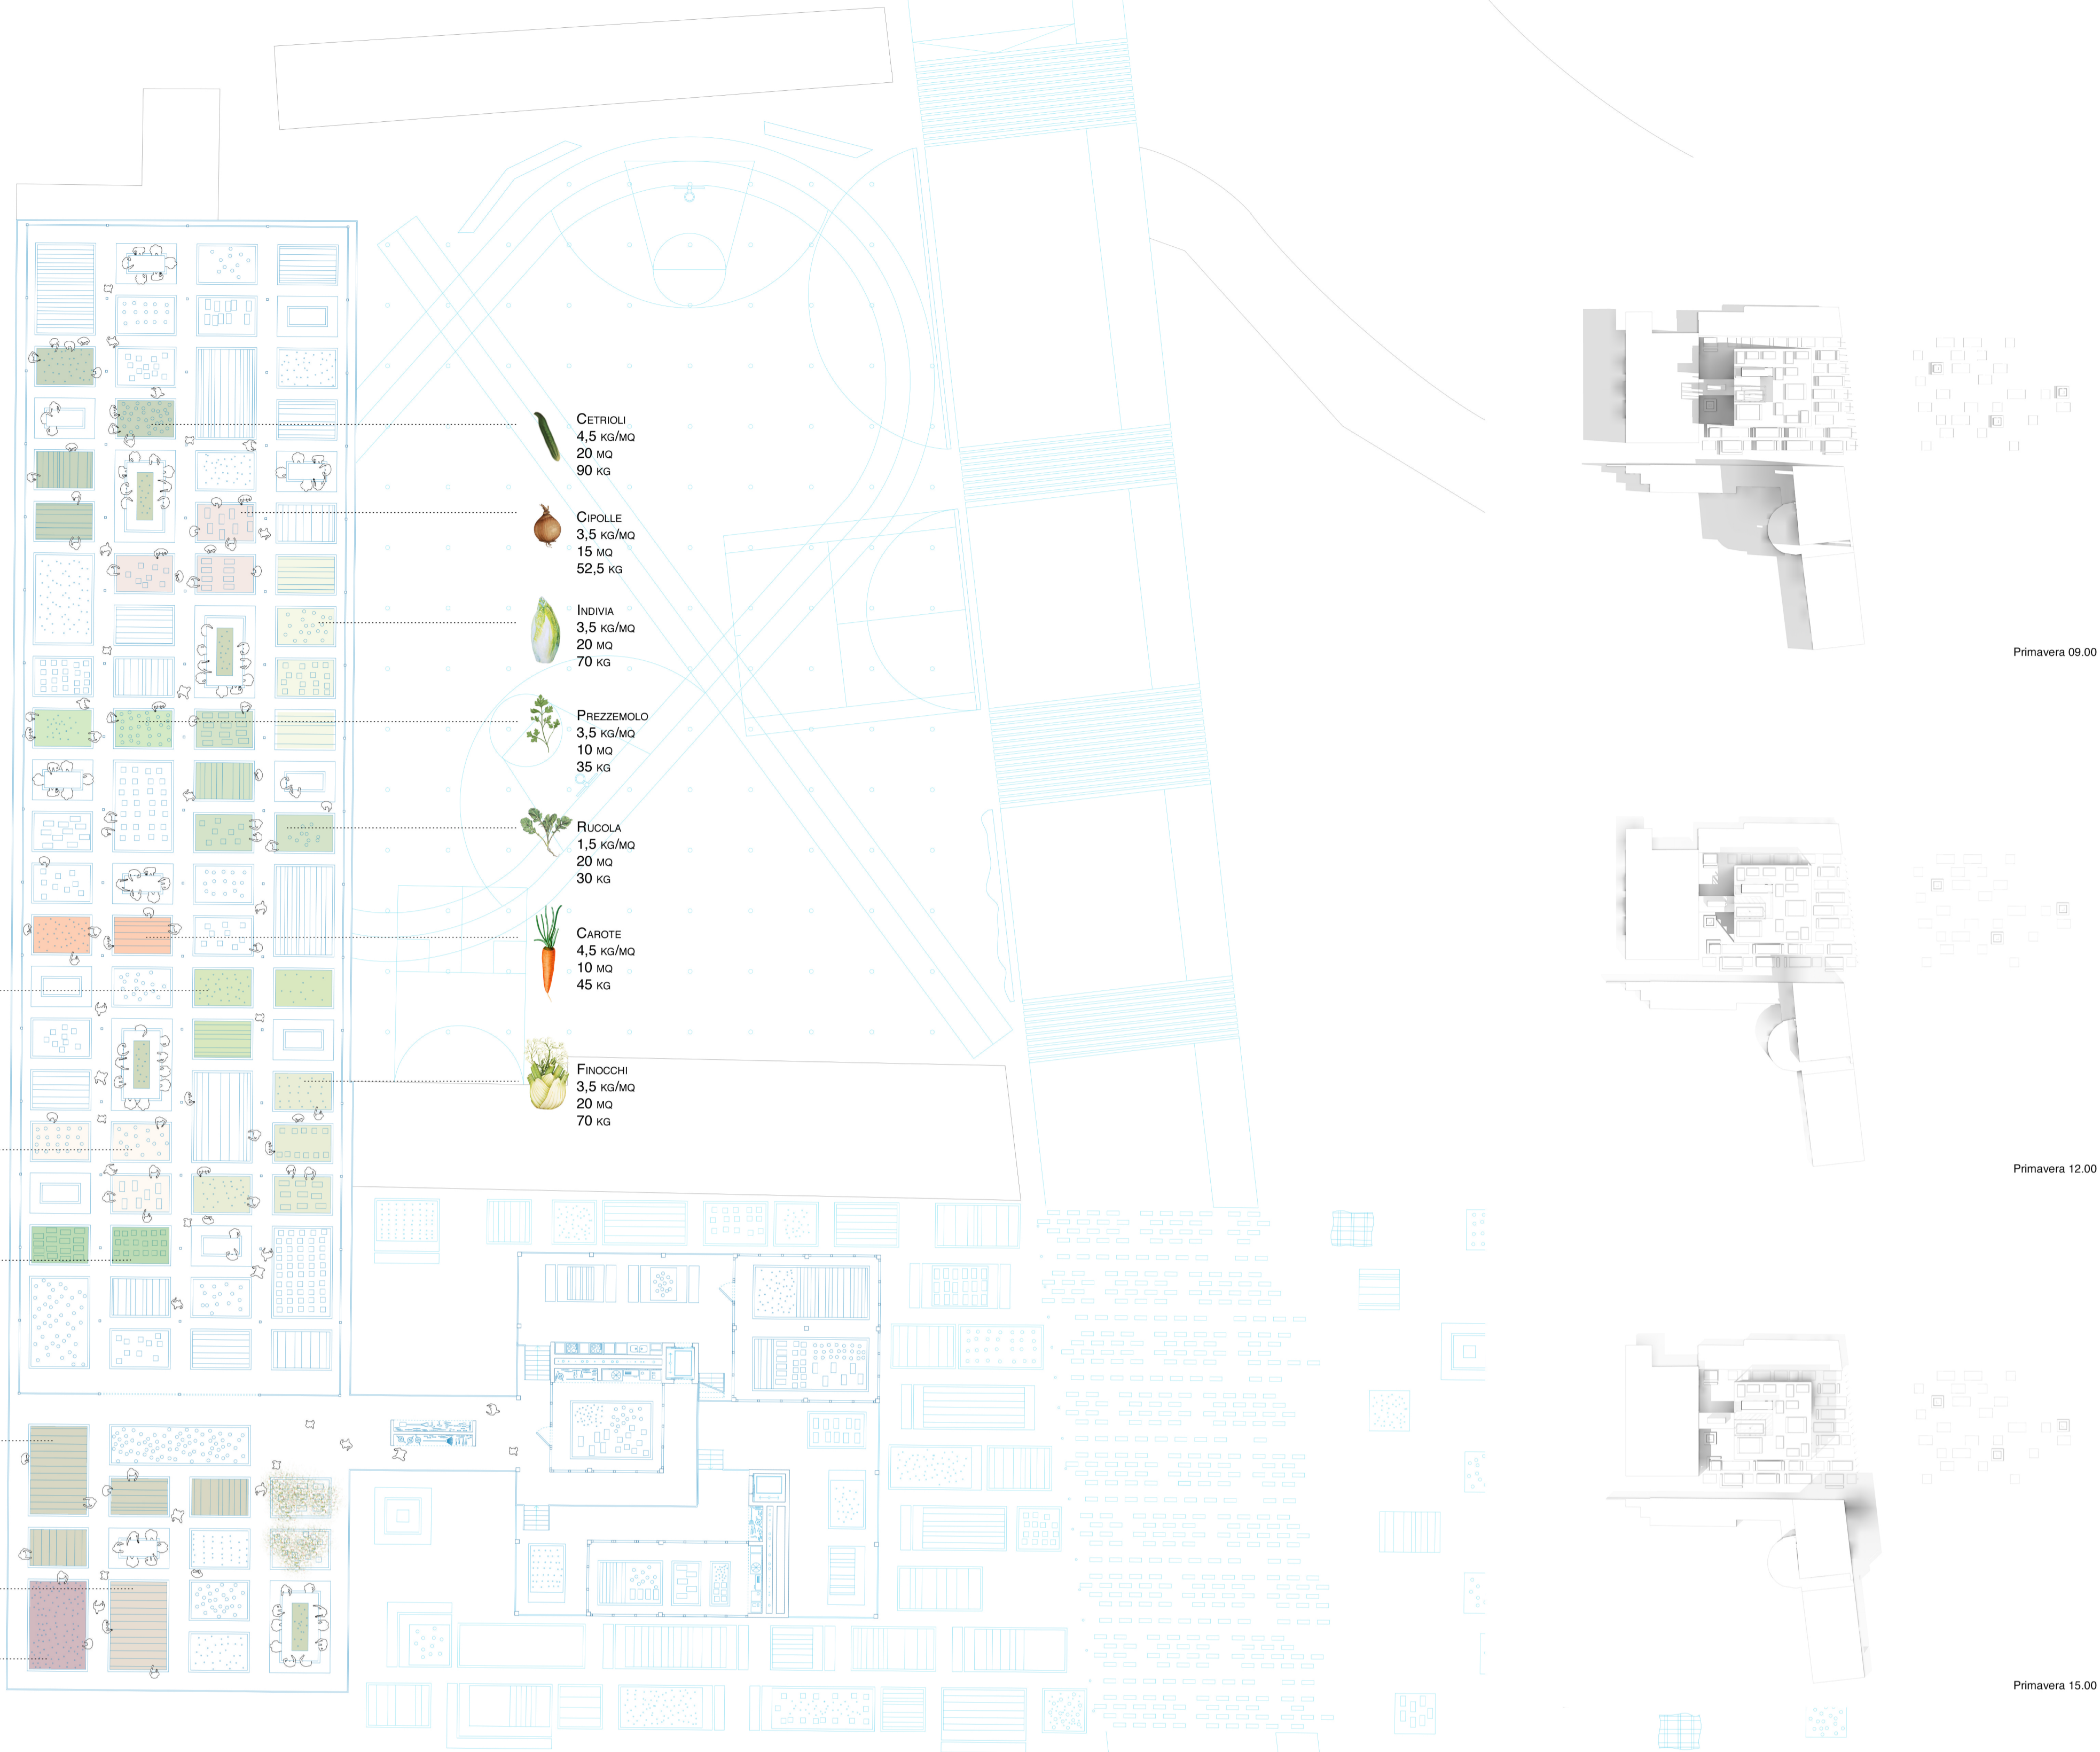 Cetrioli
4,5 kg/mq
20 mq
90 kg
Cipolle
3,5 kg/mq
15 mq
52,5 kg
Indivia
3,5 kg/mq
20 mq
70 kg
Prezzemolo
3,5 kg/mq
10 mq
35 kg
Rucola
1,5 kg/mq
20 mq
30 kg
Carote
4,5 kg/mq
10 mq
45 kg
Finocchi
3,5 kg/mq
20 mq
70 kg
Primavera 09.00
Primavera 12.00
Primavera 15.00